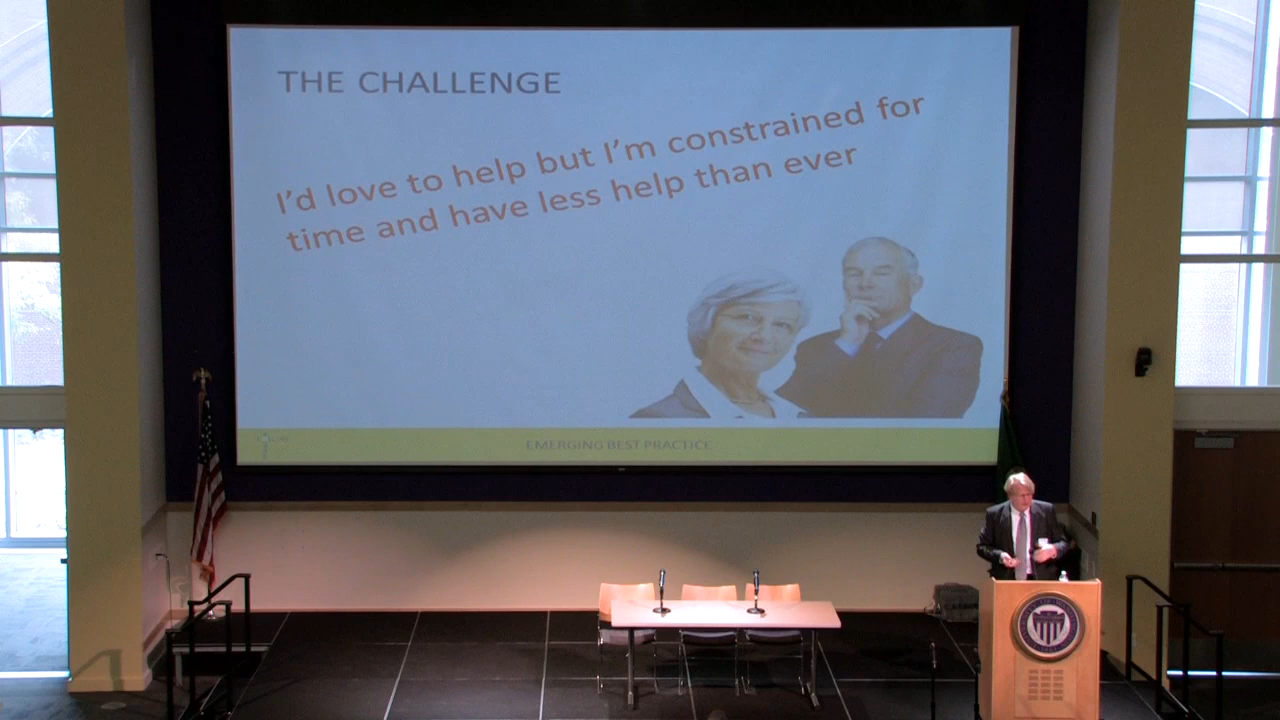 THE CHALLENGE
I'd love to help but I'm constrained for
time and have less help than ever
EMERGING BEST PRACTICE